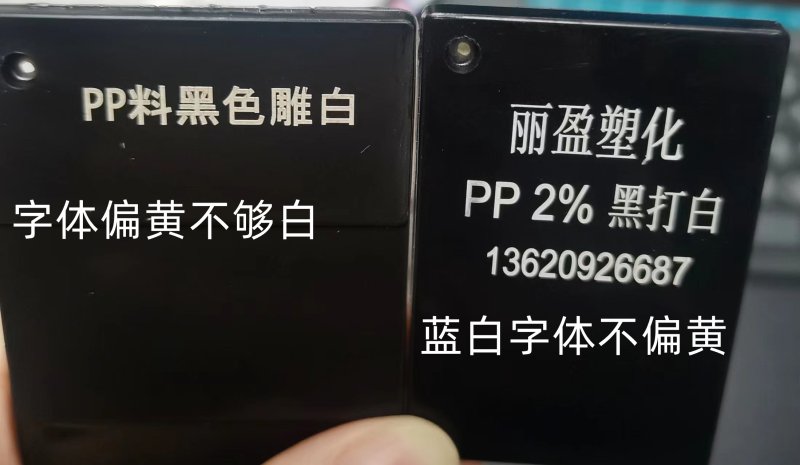 PP料黑色雕白
字体偏黄不够白
丽盈塑化
PP 2% 黑打白
13620926687
蓝白字体不偏黄